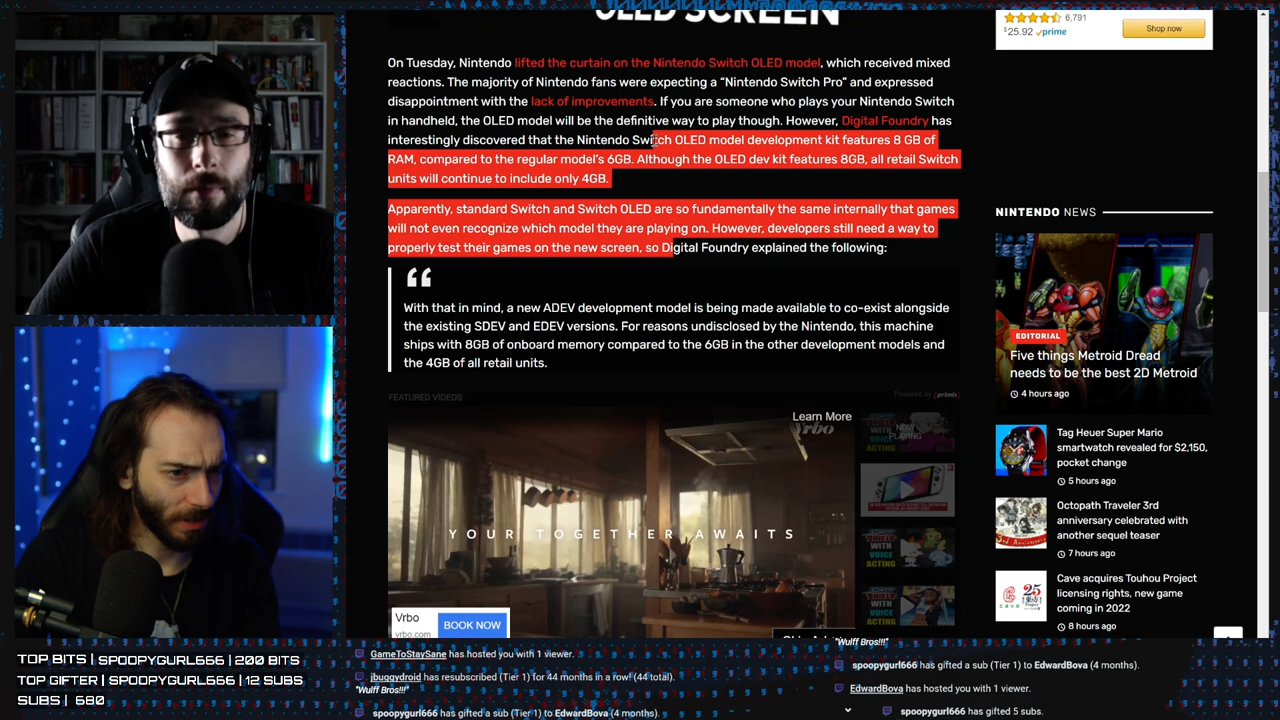 OLED SCREEN
On Tuesday, Nintendo lifted the curtain on the Nintendo Switch OLED model, which received mixed
reactions. The majority of Nintendo fans were expecting a “Nintendo Switch Pro” and expressed
disappointment with the lack of improvements. If you are someone who plays your Nintendo Switch
in handheld, the OLED model will be the definitive way to play though. However, Digital Foundry has
interestingly discovered that the Nintendo Switch OLED model development kit features 8 GB of
RAM, compared to the regular model’s 6GB. Although the OLED dev kit features 8GB, all retail Switch
units will continue to include only 4GB.
Apparently, standard Switch and Switch OLED are so fundamentally the same internally that games
will not even recognize which model they are playing on. However, developers still need a way to
properly test their games on the new screen, so Digital Foundry explained the following:
“
With that in mind, a new ADEV development model is being made available to co-exist alongside
the existing SDEV and EDEV versions. For reasons undisclosed by the Nintendo, this machine
ships with 8GB of onboard memory compared to the 6GB in the other development models and
the 4GB of all retail units.
FEATURED VIDEOS
Powered by [primis]
Learn More
Vrbo
NOW
PLAYING
YOUR TOGETHER AWAITS
WITH
VOICE
ACTING
WITH
VOICE
ACTING
Vrbo
vrbo.com
BOOK NOW
6,791
$25.92 prime
Shop now
NINTENDO NEWS
EDITORIAL
Five things Metroid Dread
needs to be the best 2D Metroid
4 hours ago
Tag Heuer Super Mario
smartwatch revealed for $2,150,
pocket change
5 hours ago
Octopath Traveler 3rd
anniversary celebrated with
another sequel teaser
7 hours ago
Cave acquires Touhou Project
licensing rights, new game
coming in 2022
8 hours ago
TOP BITS | SPOOPYGURL666 | 200 BITS
TOP GIFTER | SPOOPYGURL666 | 12 SUBS
SUBS | 680
GameToStaySane has hosted you with 1 viewer.
jbuqqydroid has resubscribed (Tier 1) for 44 months in a row! (44 total).
"Wulff Bros!!!"
spoopygurl666 has gifted a sub (Tier 1) to EdwardBova (4 months).
"Wulff Bros!!!"
spoopygurl666 has gifted a sub (Tier 1) to EdwardBova (4 months).
EdwardBova has hosted you with 1 viewer.
spoopygurl666 has gifted 5 subs.